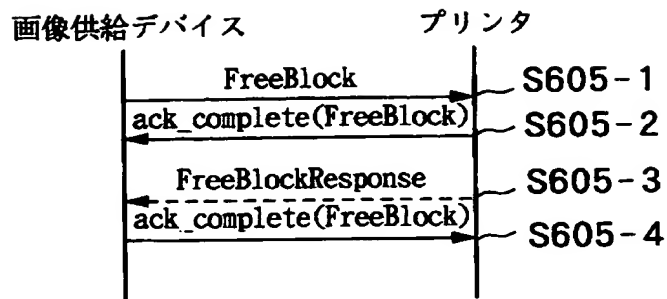 画像供給デバイス プリンタ
FreeBlock S605-1
ack_complete(FreeBlock) S605-2
FreeBlockResponse S605-3
ack_complete(FreeBlock) S605-4